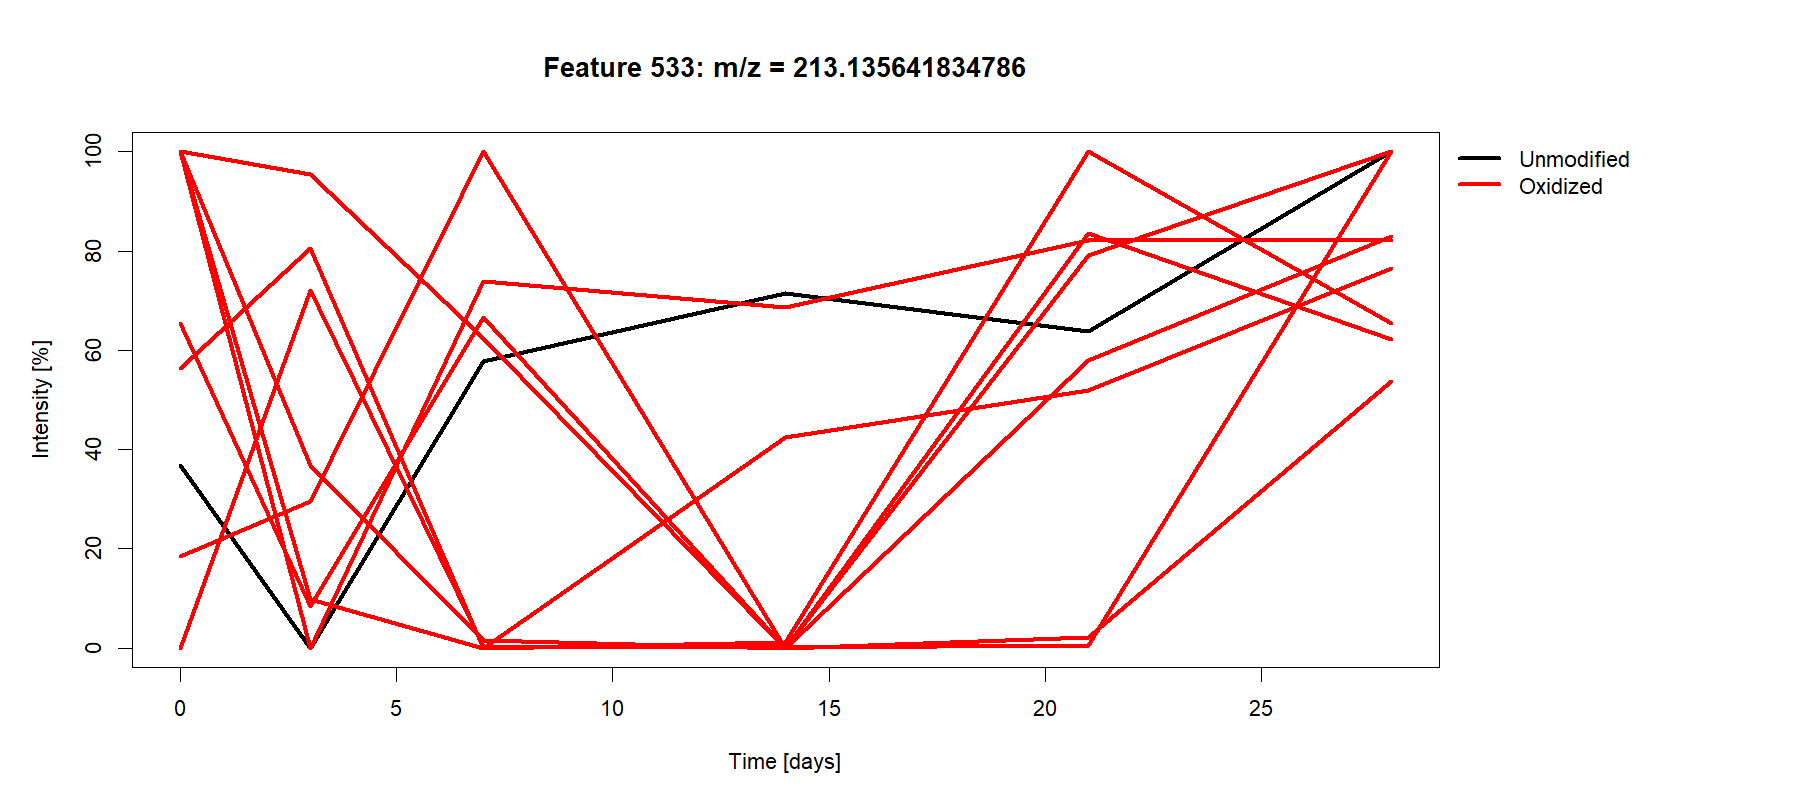 Feature 533: m/z = 213.135641834786
Unmodified
Oxidized
Intensity [%]
100
80
60
40
20
0
0 5 10 15 20 25
Time [days]